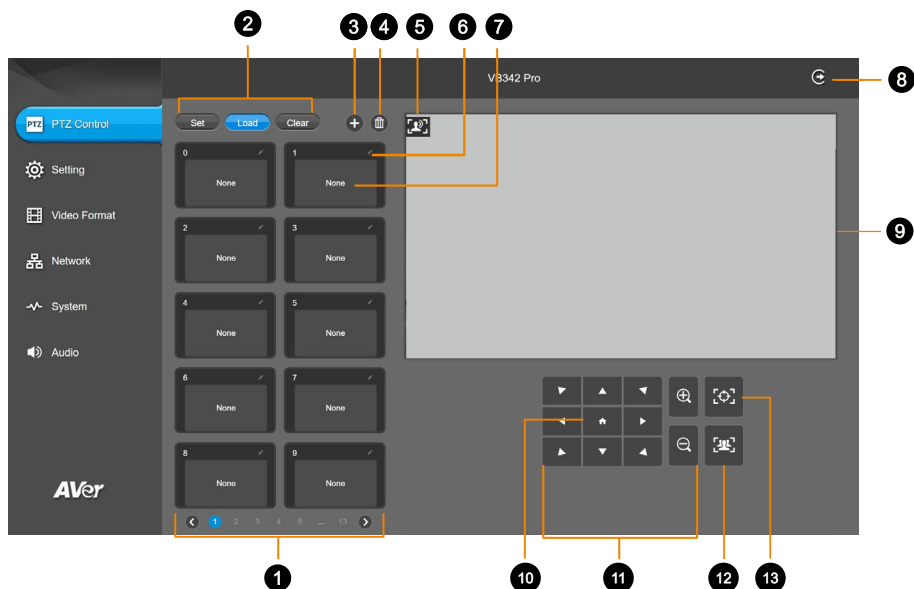 2 3 4 5 6 7
VB342 Pro
8
PTZ PTZ Control
Set Load Clear
Setting
Video Format
Network
System
Audio
0 1
None None
2 3
None None
9
4 5
None None
6 7
None None
8 9
None None
AVer
1 2 3 4 5 ... 13
1 10 11 12 13